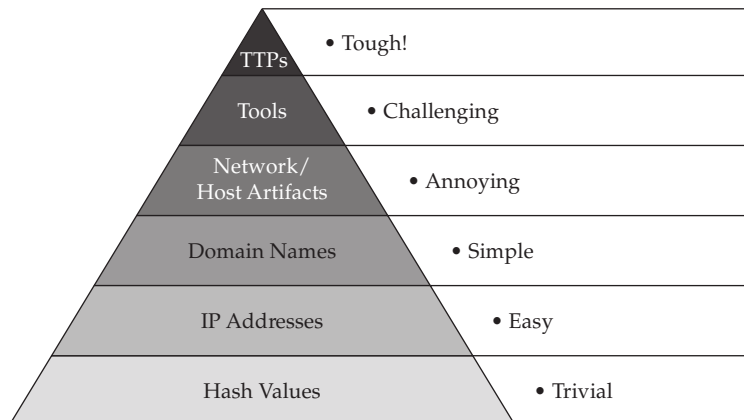 TTPs
• Tough!
Tools
• Challenging
Network/
Host Artifacts
• Annoying
Domain Names
• Simple
IP Addresses
• Easy
Hash Values
• Trivial